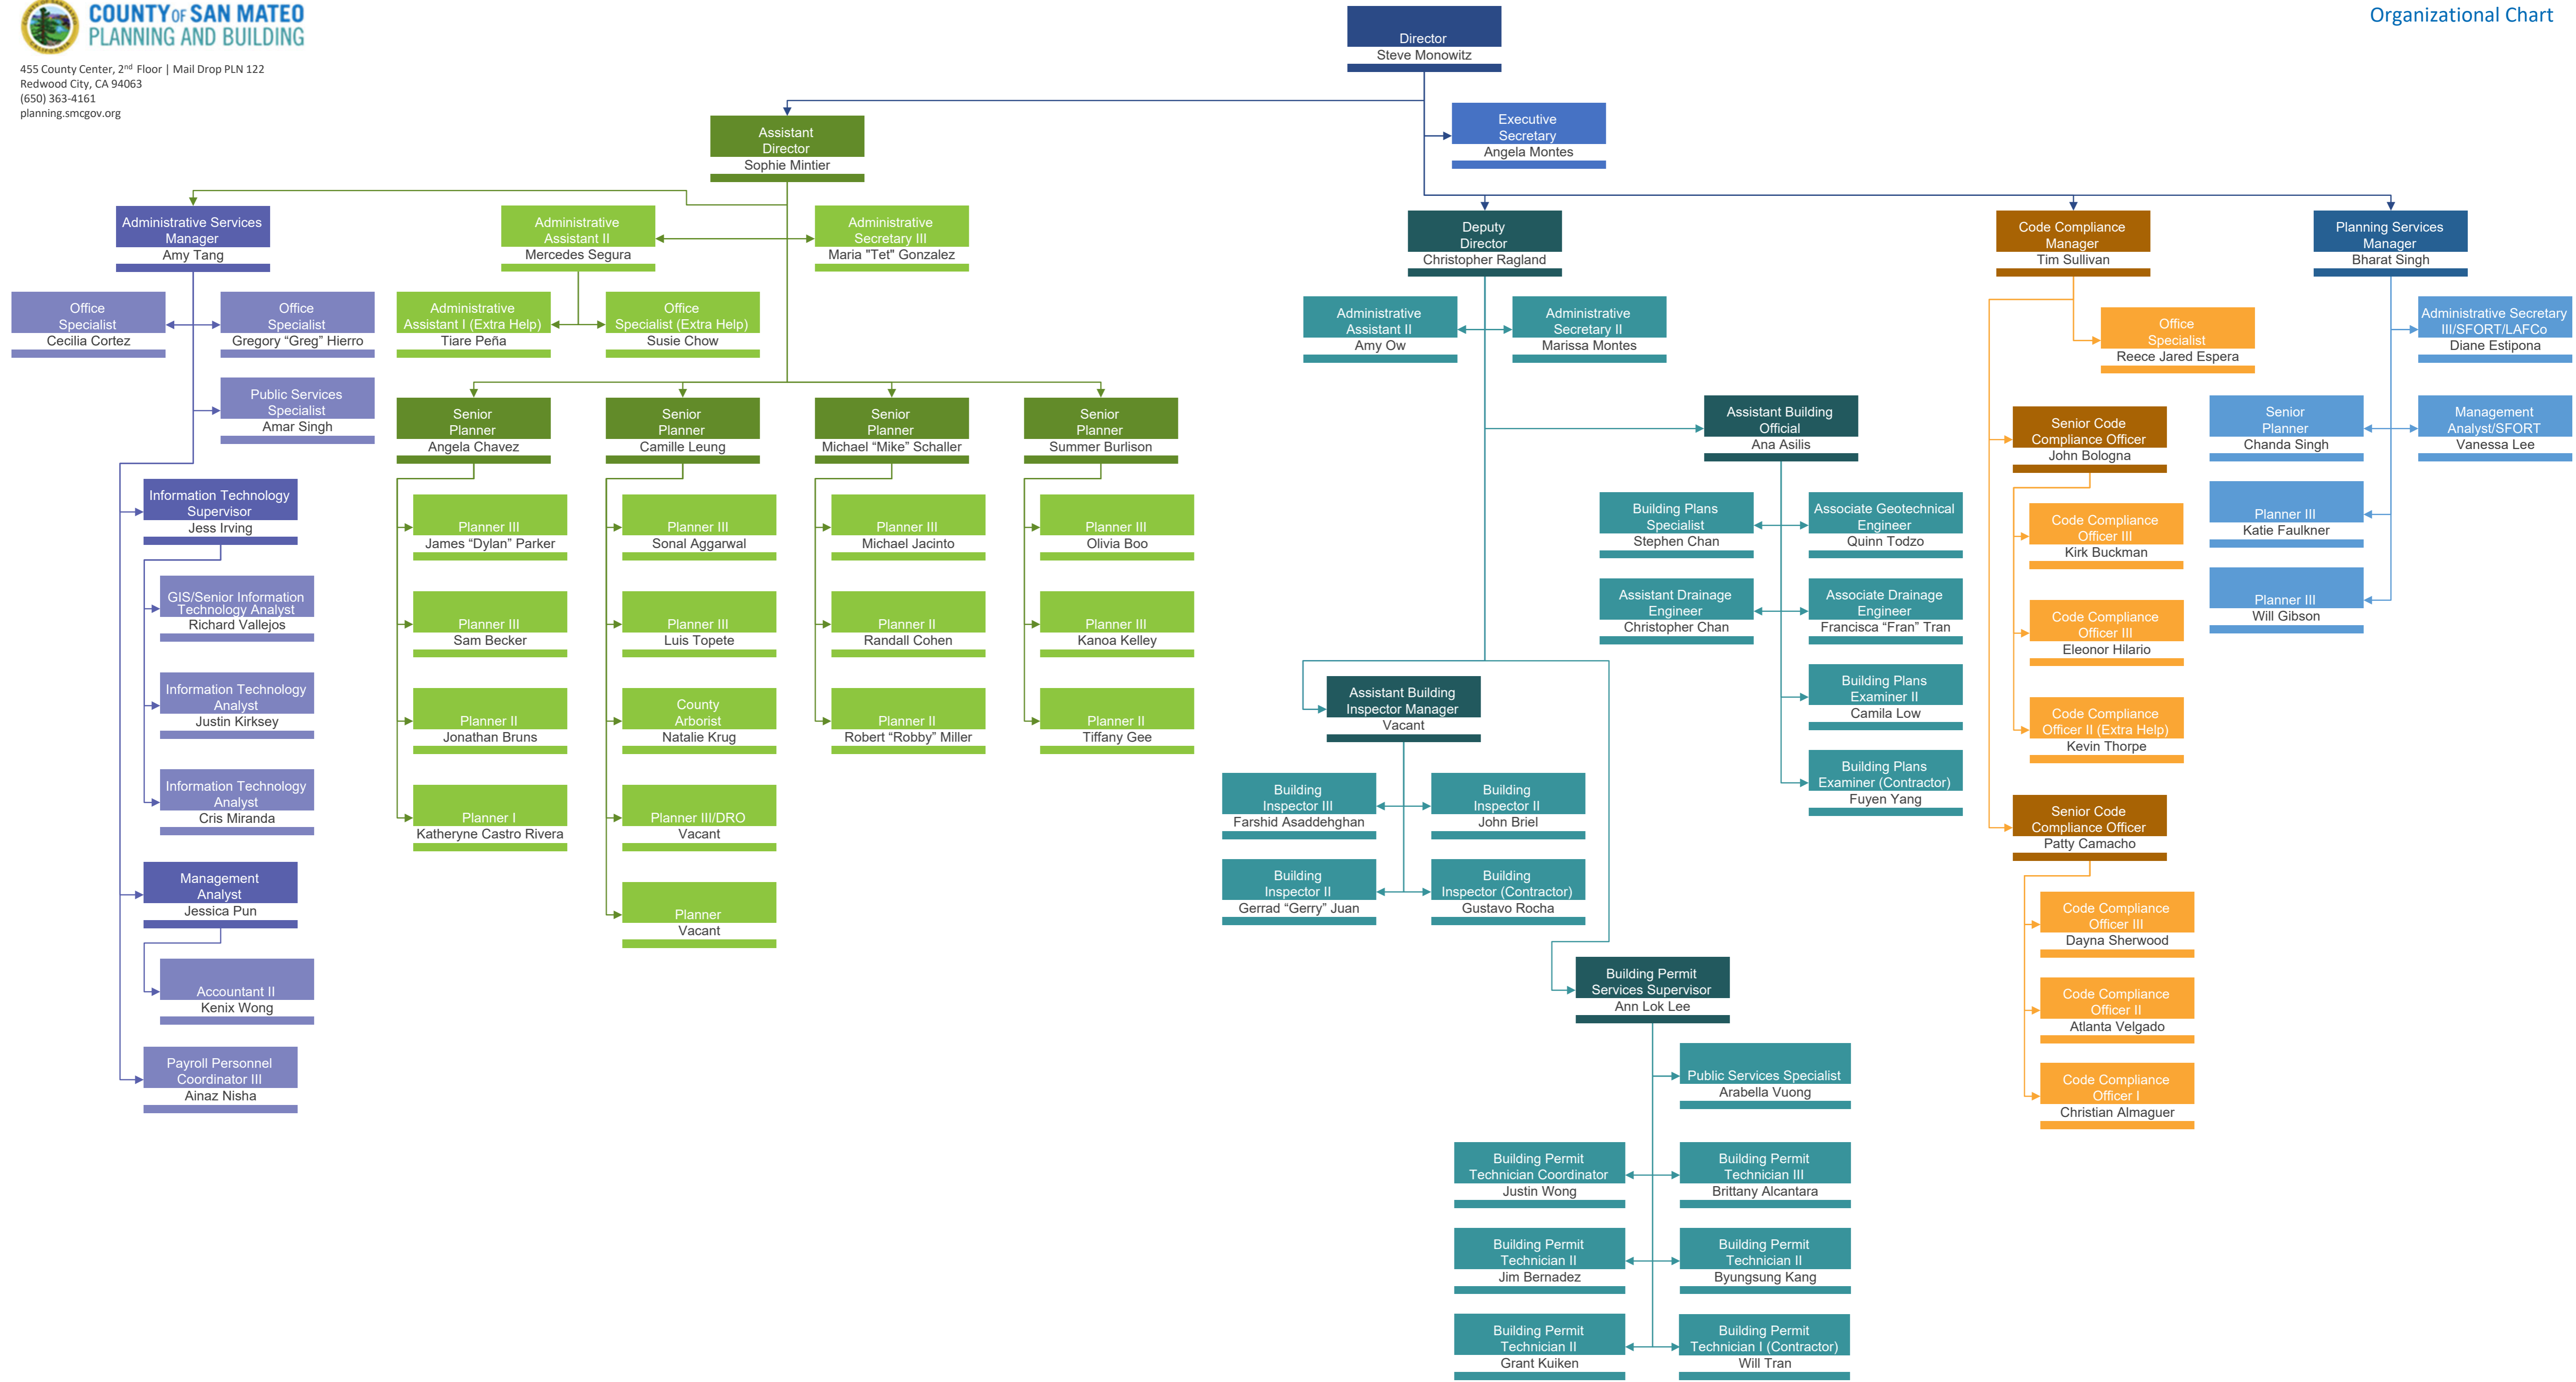 COUNTY OF SAN MATEO
PLANNING AND BUILDING
455 County Center, 2nd Floor | Mail Drop PLN 122
Redwood City, CA 94063
(650) 363-4161
planning.smcgov.org
Organizational Chart
Director
Steve Monowitz
Executive
Secretary
Angela Montes
Assistant
Director
Sophie Mintier
Administrative Services
Manager
Amy Tang
Office
Specialist
Cecilia Cortez
Office
Specialist
Gregory “Greg” Hierro
Public Services
Specialist
Amar Singh
Information Technology
Supervisor
Jess Irving
GIS/Senior Information
Technology Analyst
Richard Vallejos
Information Technology
Analyst
Justin Kirksey
Information Technology
Analyst
Cris Miranda
Management
Analyst
Jessica Pun
Accountant II
Kenix Wong
Payroll Personnel
Coordinator III
Ainaz Nisha
Administrative
Assistant II
Mercedes Segura
Administrative
Secretary III
Maria "Tet" Gonzalez
Administrative
Assistant I (Extra Help)
Tiare Peña
Office
Specialist (Extra Help)
Susie Chow
Senior
Planner
Angela Chavez
Planner III
James “Dylan” Parker
Planner III
Sam Becker
Planner II
Jonathan Bruns
Planner I
Katheryne Castro Rivera
Senior
Planner
Camille Leung
Planner III
Sonal Aggarwal
Planner III
Luis Topete
County
Arborist
Natalie Krug
Planner III/DRO
Vacant
Planner
Vacant
Senior
Planner
Michael “Mike” Schaller
Planner III
Michael Jacinto
Planner II
Randall Cohen
Planner II
Robert “Robby” Miller
Senior
Planner
Summer Burlison
Planner III
Olivia Boo
Planner III
Kanoa Kelley
Planner II
Tiffany Gee
Deputy
Director
Christopher Ragland
Administrative
Assistant II
Amy Ow
Administrative
Secretary II
Marissa Montes
Assistant Building
Official
Ana Asilis
Building Plans
Specialist
Stephen Chan
Associate Geotechnical
Engineer
Quinn Todzo
Assistant Drainage
Engineer
Christopher Chan
Associate Drainage
Engineer
Francisca “Fran” Tran
Building Plans
Examiner II
Camila Low
Building Plans
Examiner (Contractor)
Fuyen Yang
Assistant Building
Inspector Manager
Vacant
Building
Inspector III
Farshid Asaddehghan
Building
Inspector II
John Briel
Building
Inspector II
Gerrad “Gerry” Juan
Building
Inspector (Contractor)
Gustavo Rocha
Building Permit
Services Supervisor
Ann Lok Lee
Public Services Specialist
Arabella Vuong
Building Permit
Technician Coordinator
Justin Wong
Building Permit
Technician III
Brittany Alcantara
Building Permit
Technician II
Jim Bernadez
Building Permit
Technician II
Byungsung Kang
Building Permit
Technician II
Grant Kuiken
Building Permit
Technician I (Contractor)
Will Tran
Code Compliance
Manager
Tim Sullivan
Office
Specialist
Reece Jared Espera
Senior Code
Compliance Officer
John Bologna
Code Compliance
Officer III
Kirk Buckman
Code Compliance
Officer III
Eleonor Hilario
Code Compliance
Officer II (Extra Help)
Kevin Thorpe
Senior Code
Compliance Officer
Patty Camacho
Code Compliance
Officer III
Dayna Sherwood
Code Compliance
Officer II
Atlanta Velgado
Code Compliance
Officer I
Christian Almaguer
Planning Services
Manager
Bharat Singh
Administrative Secretary
III/SFORT/LAFCo
Diane Estipona
Senior
Planner
Chanda Singh
Management
Analyst/SFORT
Vanessa Lee
Planner III
Katie Faulkner
Planner III
Will Gibson